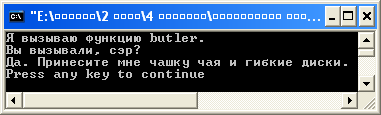 "E:\
Я вызываю функцию butler.
Вы вызывали, сэр?
Да. Принесите мне чашку чая и гибкие диски.
Press any key to continue